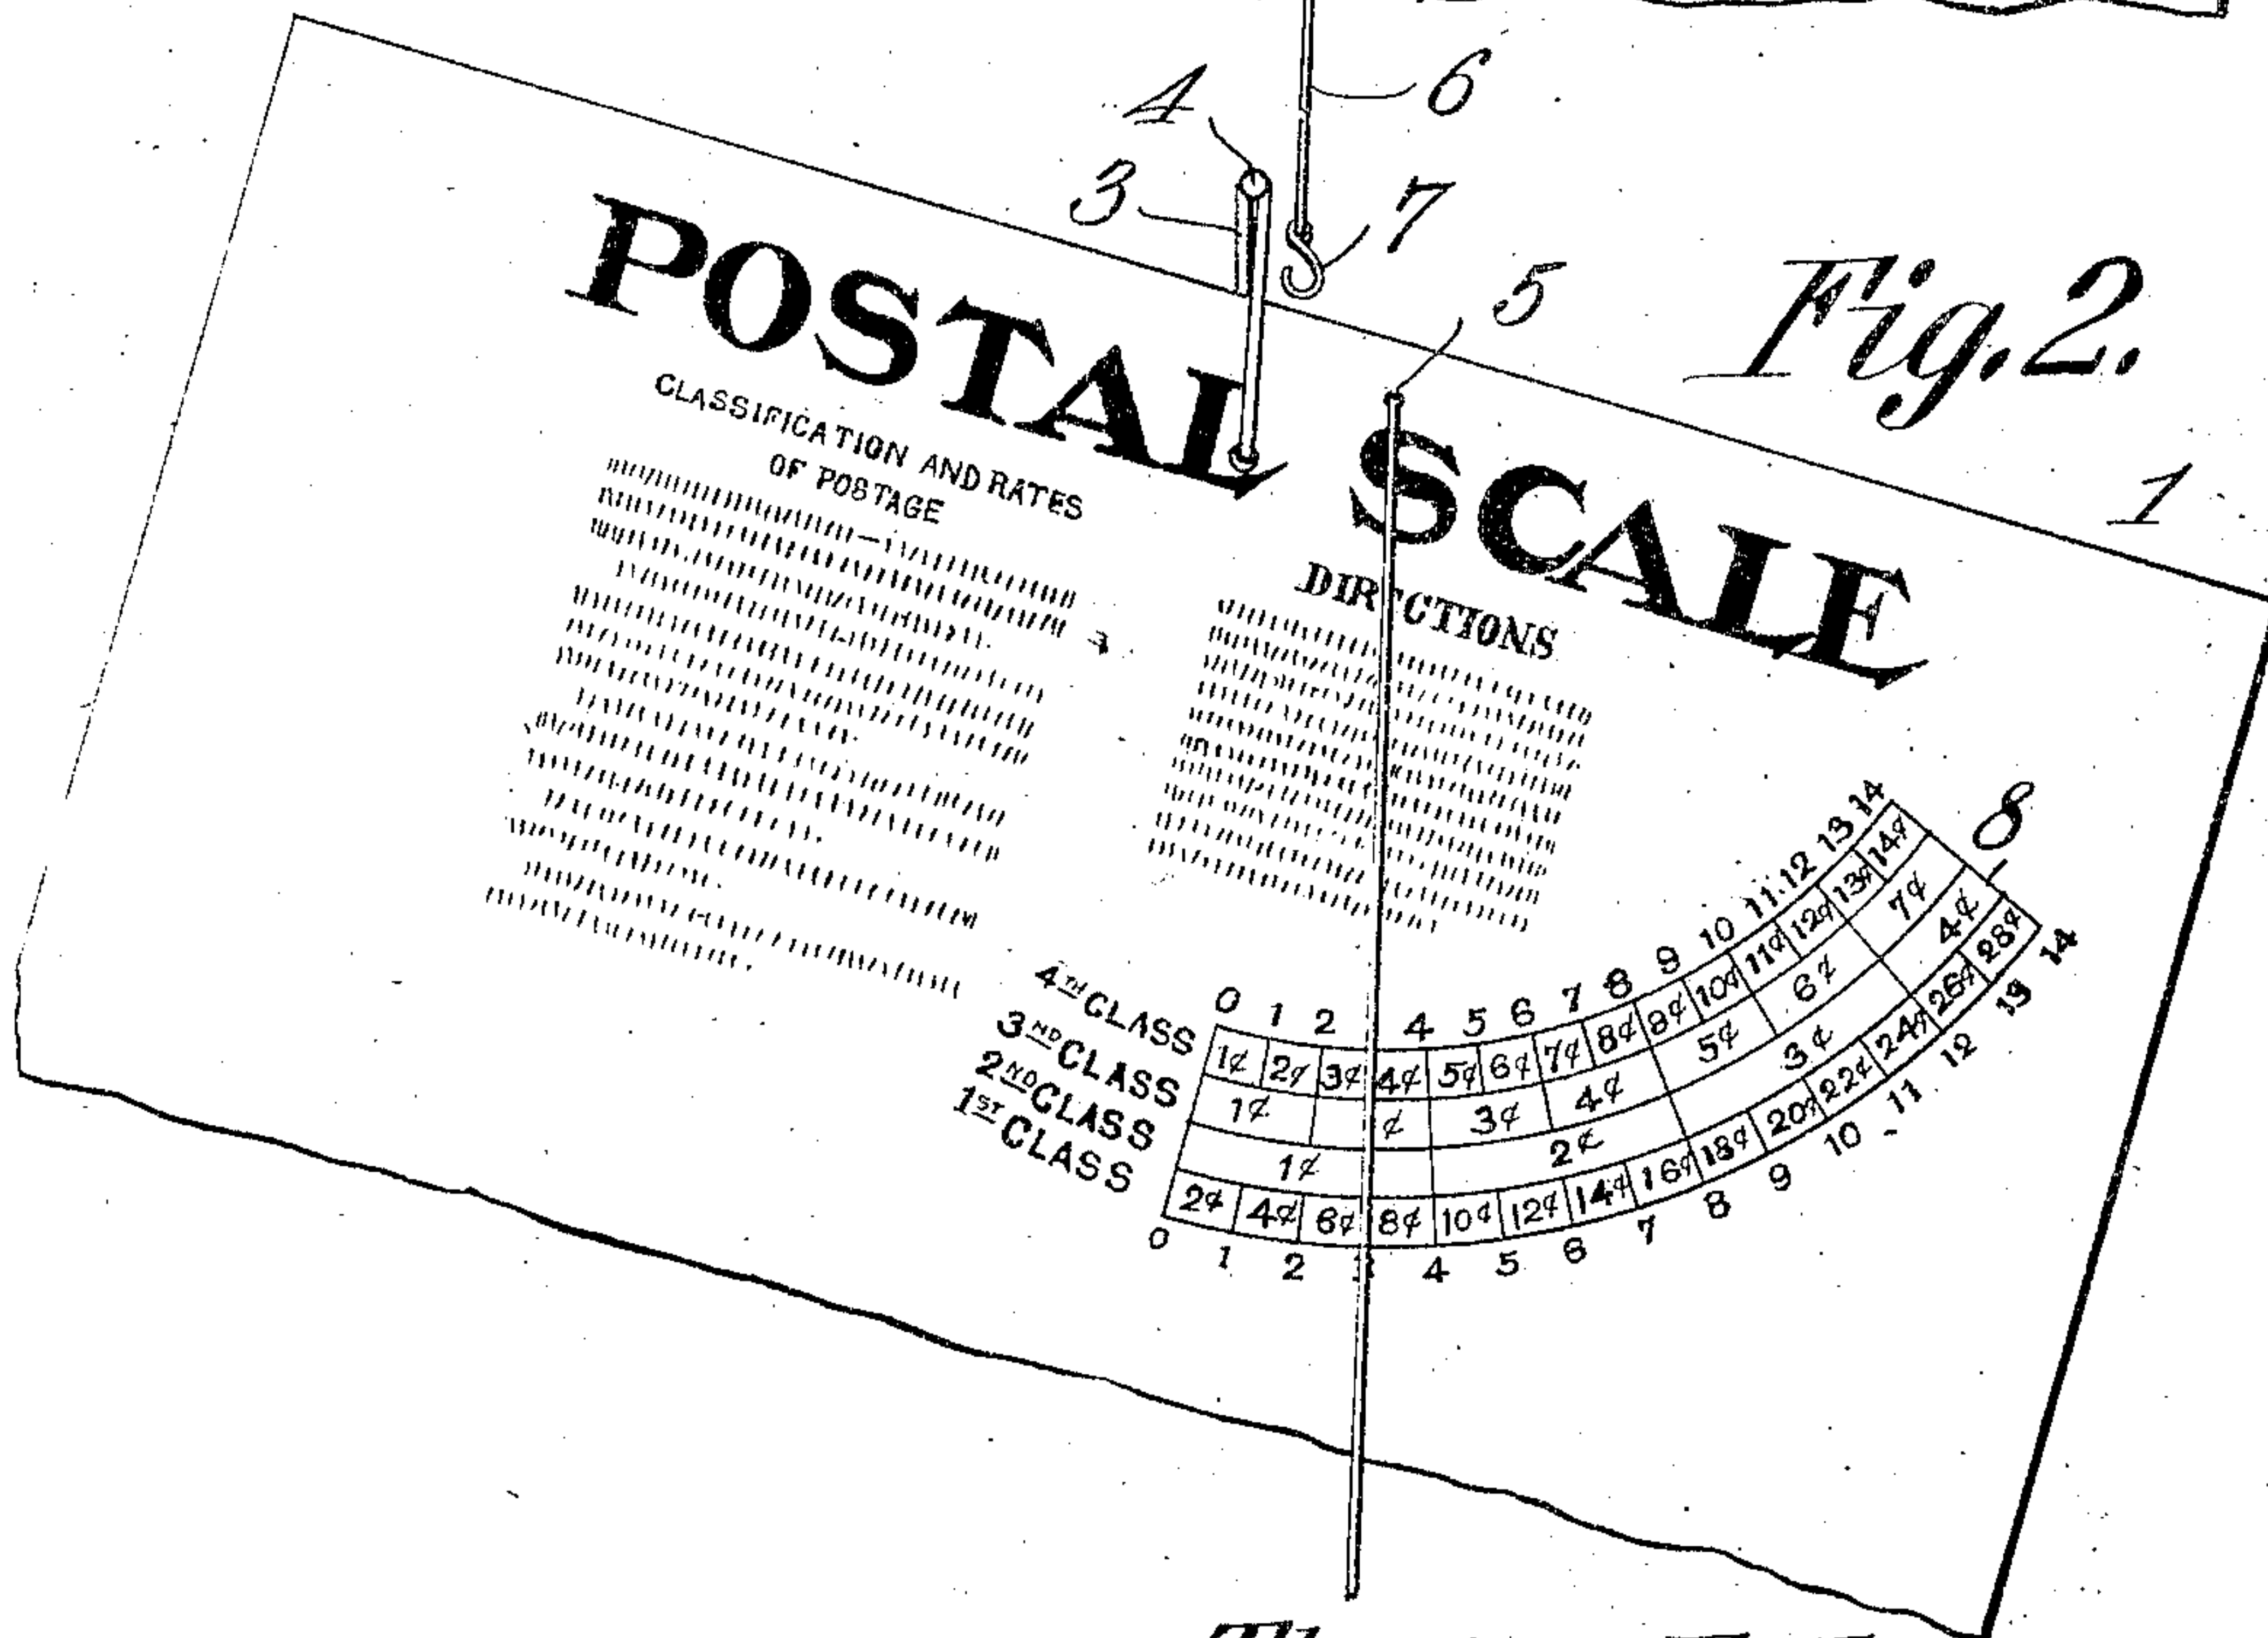 6
4
3
7
5
Fig. 2.
1
POSTAL SCALE
CLASSIFICATION AND RATES
OF POSTAGE
DIRECTIONS
8
0 1 2 4 5 6 7 8 9 10 11 12 13 14
4TH CLASS 1¢ 2¢ 3¢ 4¢ 5¢ 6¢ 7¢ 8¢ 8¢ 10¢ 11¢ 12¢ 13¢ 14¢
3ND CLASS 1¢ ¢ 3¢ 4¢ 5¢ 6¢ 7¢
2ND CLASS 1¢ 2¢ 3¢ 4¢
1ST CLASS 2¢ 4¢ 6¢ 8¢ 10¢ 12¢ 14¢ 16¢ 18¢ 20¢ 22¢ 24¢ 26¢ 28¢
0 1 2 3 4 5 6 7 8 9 10 11 12 13 14